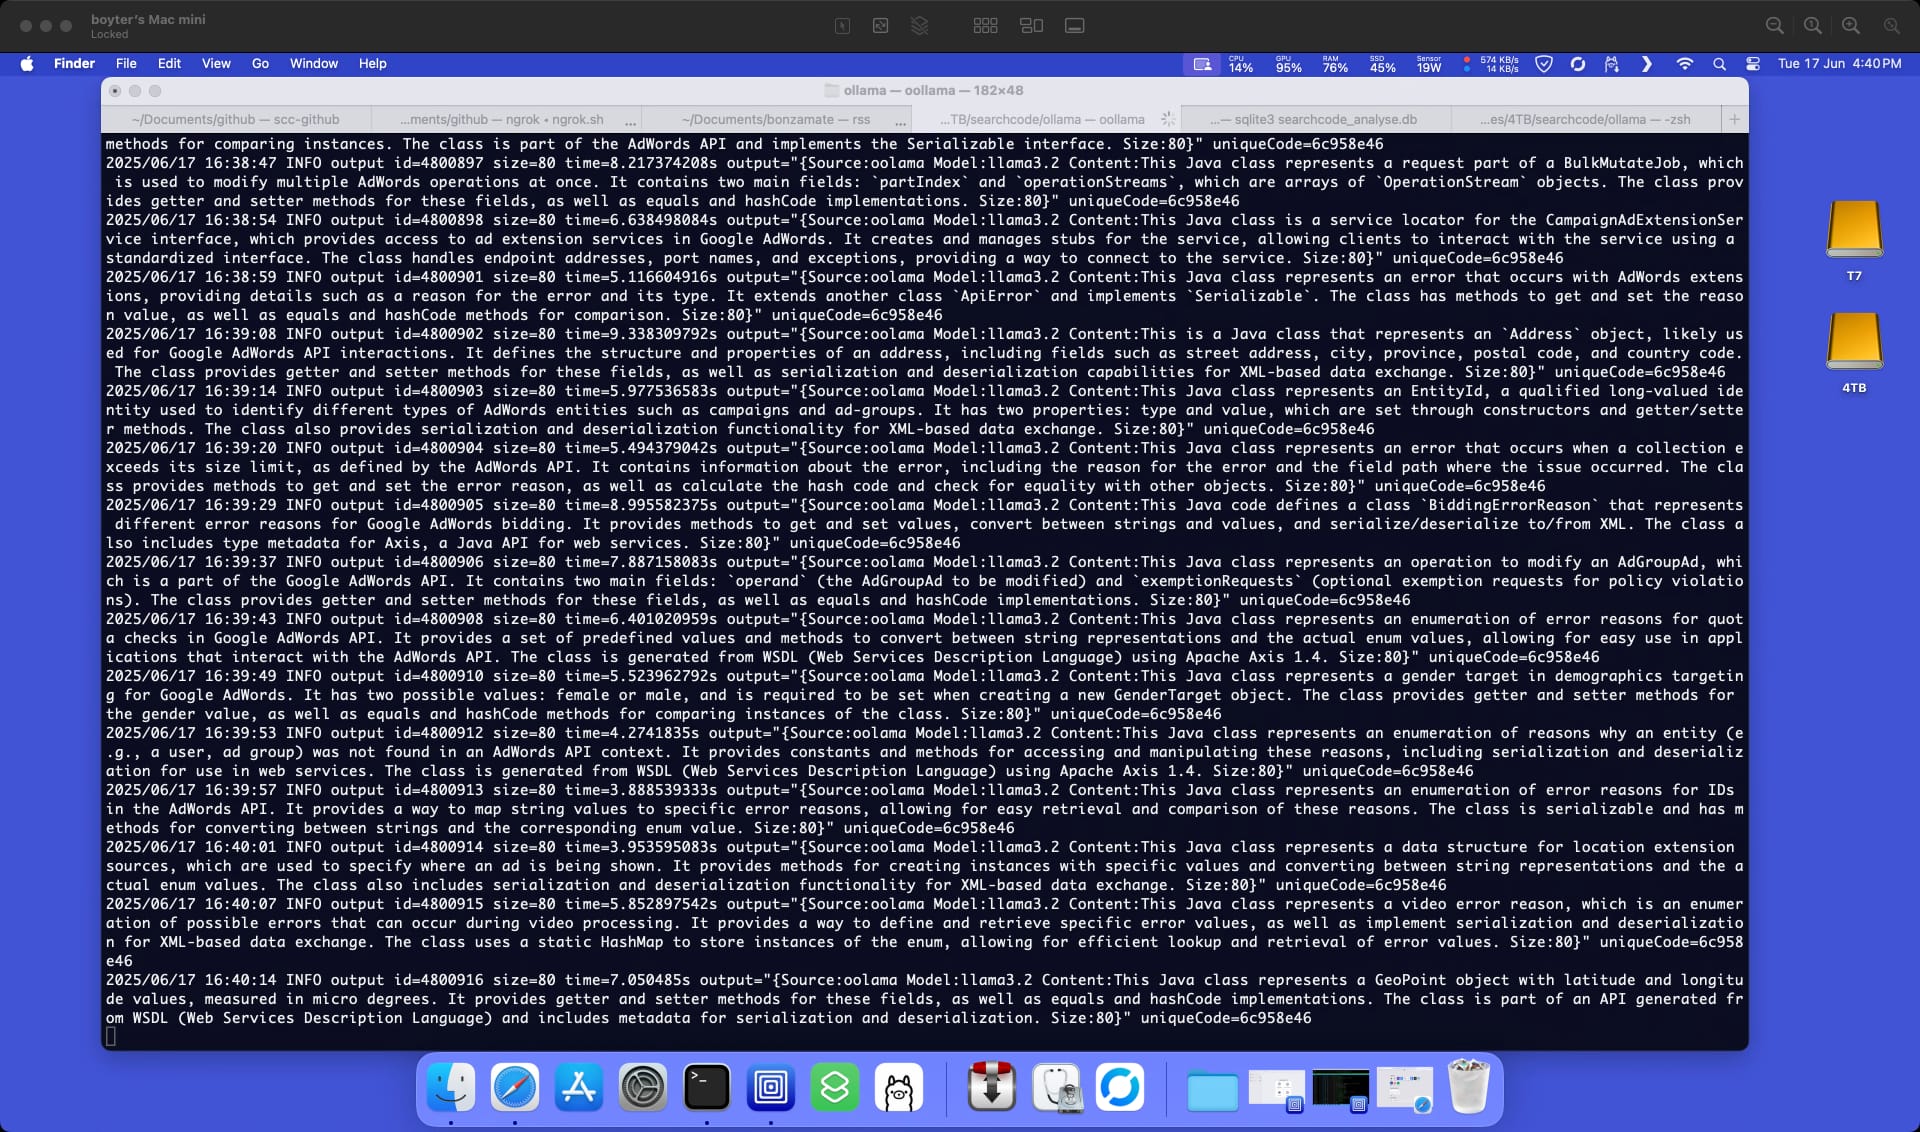 boyter's Mac mini
Locked
Finder File Edit View Go Window Help
CPU 14% GPU 95% RAM 76% SSD 45% Sensor 19W 574 KB/s 14 KB/s Tue 17 Jun 4:40 PM
ollama — oollama — 182×48
~/Documents/github — scc-github ...ments/github — ngrok • ngrok.sh ... ~/Documents/bonzamate — rss ... ...TB/searchcode/ollama — oollama ...— sqlite3 searchcode_analyse.db ...es/4TB/searchcode/ollama — -zsh +
methods for comparing instances. The class is part of the AdWords API and implements the Serializable interface. Size:80}" uniqueCode=6c958e46
2025/06/17 16:38:47 INFO output id=4800897 size=80 time=8.217374208s output="{Source:oolama Model:llama3.2 Content:This Java class represents a request part of a BulkMutateJob, which
is used to modify multiple AdWords operations at once. It contains two main fields: `partIndex` and `operationStreams`, which are arrays of `OperationStream` objects. The class prov
ides getter and setter methods for these fields, as well as equals and hashCode implementations. Size:80}" uniqueCode=6c958e46
2025/06/17 16:38:54 INFO output id=4800898 size=80 time=6.638498084s output="{Source:oolama Model:llama3.2 Content:This Java class is a service locator for the CampaignAdExtensionSer
vice interface, which provides access to ad extension services in Google AdWords. It creates and manages stubs for the service, allowing clients to interact with the service using a
standardized interface. The class handles endpoint addresses, port names, and exceptions, providing a way to connect to the service. Size:80}" uniqueCode=6c958e46
2025/06/17 16:38:59 INFO output id=4800901 size=80 time=5.116604916s output="{Source:oolama Model:llama3.2 Content:This Java class represents an error that occurs with AdWords extens
ions, providing details such as a reason for the error and its type. It extends another class `ApiError` and implements `Serializable`. The class has methods to get and set the reaso
n value, as well as equals and hashCode methods for comparison. Size:80}" uniqueCode=6c958e46
2025/06/17 16:39:08 INFO output id=4800902 size=80 time=9.338309792s output="{Source:oolama Model:llama3.2 Content:This is a Java class that represents an `Address` object, likely us
ed for Google AdWords API interactions. It defines the structure and properties of an address, including fields such as street address, city, province, postal code, and country code.
The class provides getter and setter methods for these fields, as well as serialization and deserialization capabilities for XML-based data exchange. Size:80}" uniqueCode=6c958e46
2025/06/17 16:39:14 INFO output id=4800903 size=80 time=5.977536583s output="{Source:oolama Model:llama3.2 Content:This Java class represents an EntityId, a qualified long-valued ide
ntity used to identify different types of AdWords entities such as campaigns and ad-groups. It has two properties: type and value, which are set through constructors and getter/sette
r methods. The class also provides serialization and deserialization functionality for XML-based data exchange. Size:80}" uniqueCode=6c958e46
2025/06/17 16:39:20 INFO output id=4800904 size=80 time=5.494379042s output="{Source:oolama Model:llama3.2 Content:This Java class represents an error that occurs when a collection e
xceeds its size limit, as defined by the AdWords API. It contains information about the error, including the reason for the error and the field path where the issue occurred. The cla
ss provides methods to get and set the error reason, as well as calculate the hash code and check for equality with other objects. Size:80}" uniqueCode=6c958e46
2025/06/17 16:39:29 INFO output id=4800905 size=80 time=8.995582375s output="{Source:oolama Model:llama3.2 Content:This Java code defines a class `BiddingErrorReason` that represents
different error reasons for Google AdWords bidding. It provides methods to get and set values, convert between strings and values, and serialize/deserialize to/from XML. The class a
lso includes type metadata for Axis, a Java API for web services. Size:80}" uniqueCode=6c958e46
2025/06/17 16:39:37 INFO output id=4800906 size=80 time=7.887158083s output="{Source:oolama Model:llama3.2 Content:This Java class represents an operation to modify an AdGroupAd, whi
ch is a part of the Google AdWords API. It contains two main fields: `operand` (the AdGroupAd to be modified) and `exemptionRequests` (optional exemption requests for policy violatio
ns). The class provides getter and setter methods for these fields, as well as equals and hashCode implementations. Size:80}" uniqueCode=6c958e46
2025/06/17 16:39:43 INFO output id=4800908 size=80 time=6.401020959s output="{Source:oolama Model:llama3.2 Content:This Java class represents an enumeration of error reasons for quot
a checks in Google AdWords API. It provides a set of predefined values and methods to convert between string representations and the actual enum values, allowing for easy use in appl
ications that interact with the AdWords API. The class is generated from WSDL (Web Services Description Language) using Apache Axis 1.4. Size:80}" uniqueCode=6c958e46
2025/06/17 16:39:49 INFO output id=4800910 size=80 time=5.523962792s output="{Source:oolama Model:llama3.2 Content:This Java class represents a gender target in demographics targetin
g for Google AdWords. It has two possible values: female or male, and is required to be set when creating a new GenderTarget object. The class provides getter and setter methods for
the gender value, as well as equals and hashCode methods for comparing instances of the class. Size:80}" uniqueCode=6c958e46
2025/06/17 16:39:53 INFO output id=4800912 size=80 time=4.2741835s output="{Source:oolama Model:llama3.2 Content:This Java class represents an enumeration of reasons why an entity (e
.g., a user, ad group) was not found in an AdWords API context. It provides constants and methods for accessing and manipulating these reasons, including serialization and deserializ
ation for use in web services. The class is generated from WSDL (Web Services Description Language) using Apache Axis 1.4. Size:80}" uniqueCode=6c958e46
2025/06/17 16:39:57 INFO output id=4800913 size=80 time=3.888539333s output="{Source:oolama Model:llama3.2 Content:This Java class represents an enumeration of error reasons for IDs
in the AdWords API. It provides a way to map string values to specific error reasons, allowing for easy retrieval and comparison of these reasons. The class is serializable and has m
ethods for converting between strings and the corresponding enum value. Size:80}" uniqueCode=6c958e46
2025/06/17 16:40:01 INFO output id=4800914 size=80 time=3.953595083s output="{Source:oolama Model:llama3.2 Content:This Java class represents a data structure for location extension
sources, which are used to specify where an ad is being shown. It provides methods for creating instances with specific values and converting between string representations and the a
ctual enum values. The class also includes serialization and deserialization functionality for XML-based data exchange. Size:80}" uniqueCode=6c958e46
2025/06/17 16:40:07 INFO output id=4800915 size=80 time=5.852897542s output="{Source:oolama Model:llama3.2 Content:This Java class represents a video error reason, which is an enumer
ation of possible errors that can occur during video processing. It provides a way to define and retrieve specific error values, as well as implement serialization and deserializatio
n for XML-based data exchange. The class uses a static HashMap to store instances of the enum, allowing for efficient lookup and retrieval of error values. Size:80}" uniqueCode=6c958
e46
2025/06/17 16:40:14 INFO output id=4800916 size=80 time=7.050485s output="{Source:oolama Model:llama3.2 Content:This Java class represents a GeoPoint object with latitude and longitu
de values, measured in micro degrees. It provides getter and setter methods for these fields, as well as equals and hashCode implementations. The class is part of an API generated fr
om WSDL (Web Services Description Language) and includes metadata for serialization and deserialization. Size:80}" uniqueCode=6c958e46
T7
4TB